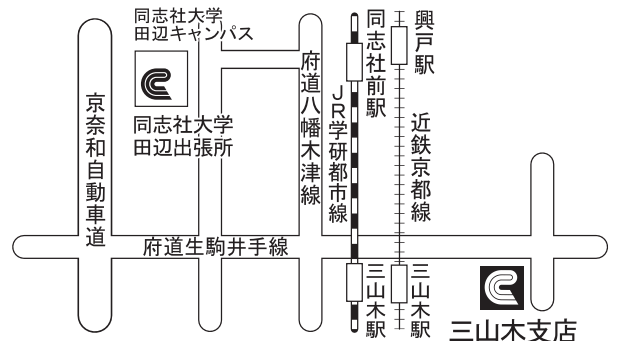 同志社大学
田辺キャンパス
同志社大学
田辺出張所
京奈和自動車道
府道八幡木津線
JR学研都市線
同志社前駅
興戸駅
近鉄京都線
府道生駒井手線
三山木駅
三山木駅
三山木支店